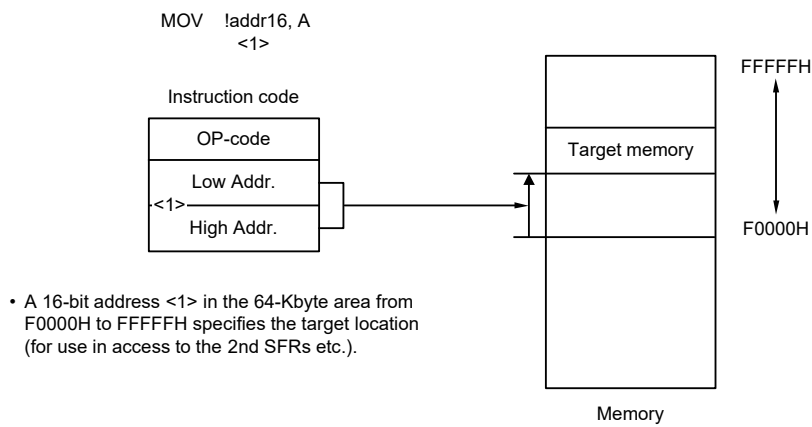 MOV !addr16, A
<1>
Instruction code
OP-code
Low Addr.
<1>
High Addr.
FFFFFH
Target memory
F0000H
• A 16-bit address <1> in the 64-Kbyte area from
F0000H to FFFFFH specifies the target location
(for use in access to the 2nd SFRs etc.).
Memory